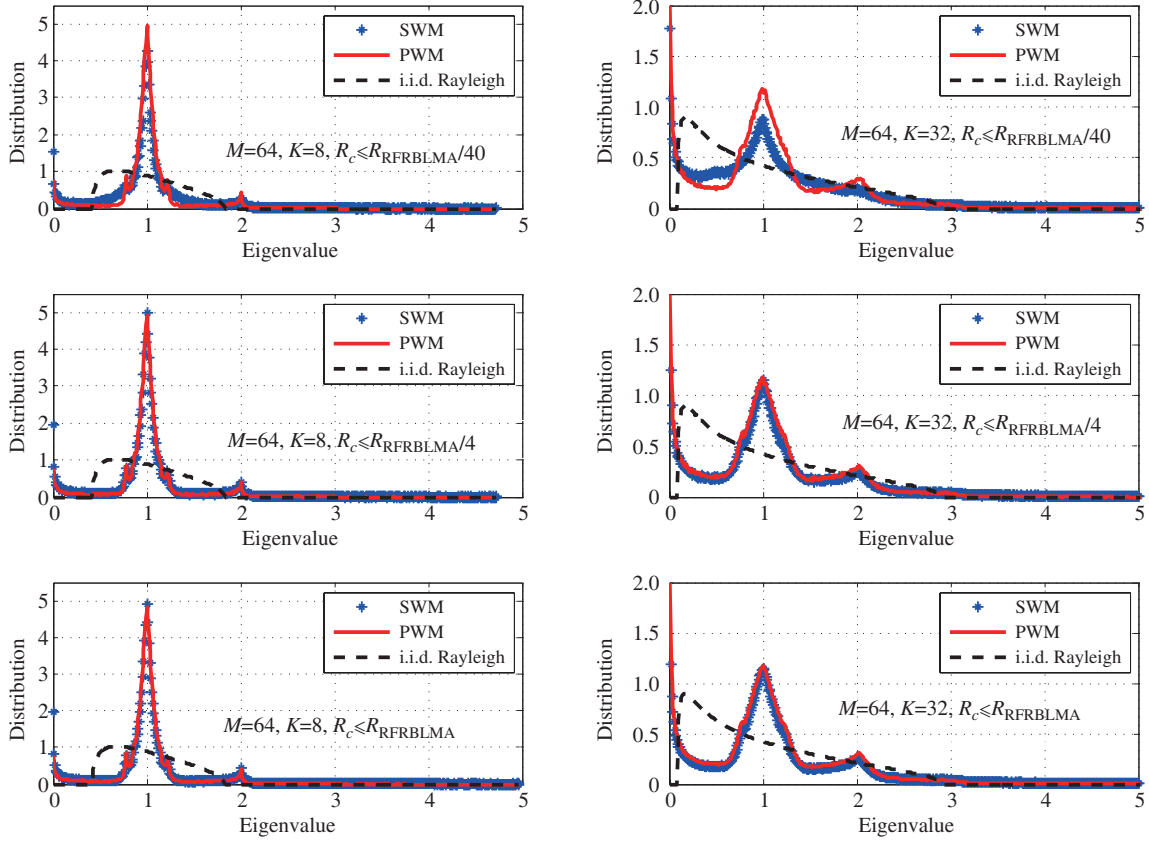 5
4
3
2
1
0
Distribution
SWM
PWM
i.i.d. Rayleigh
M=64, K=8, R_c⩽R_RFRBLMA/40
0 1 2 3 4 5
Eigenvalue
2.0
1.5
1.0
0.5
0
Distribution
SWM
PWM
i.i.d. Rayleigh
M=64, K=32, R_c⩽R_RFRBLMA/40
0 1 2 3 4 5
Eigenvalue
5
4
3
2
1
0
Distribution
SWM
PWM
i.i.d. Rayleigh
M=64, K=8, R_c⩽R_RFRBLMA/4
0 1 2 3 4 5
Eigenvalue
2.0
1.5
1.0
0.5
0
Distribution
SWM
PWM
i.i.d. Rayleigh
M=64, K=32, R_c⩽R_RFRBLMA/4
0 1 2 3 4 5
Eigenvalue
5
4
3
2
1
0
Distribution
SWM
PWM
i.i.d. Rayleigh
M=64, K=8, R_c⩽R_RFRBLMA
0 1 2 3 4 5
Eigenvalue
2.0
1.5
1.0
0.5
0
Distribution
SWM
PWM
i.i.d. Rayleigh
M=64, K=32, R_c⩽R_RFRBLMA
0 1 2 3 4 5
Eigenvalue